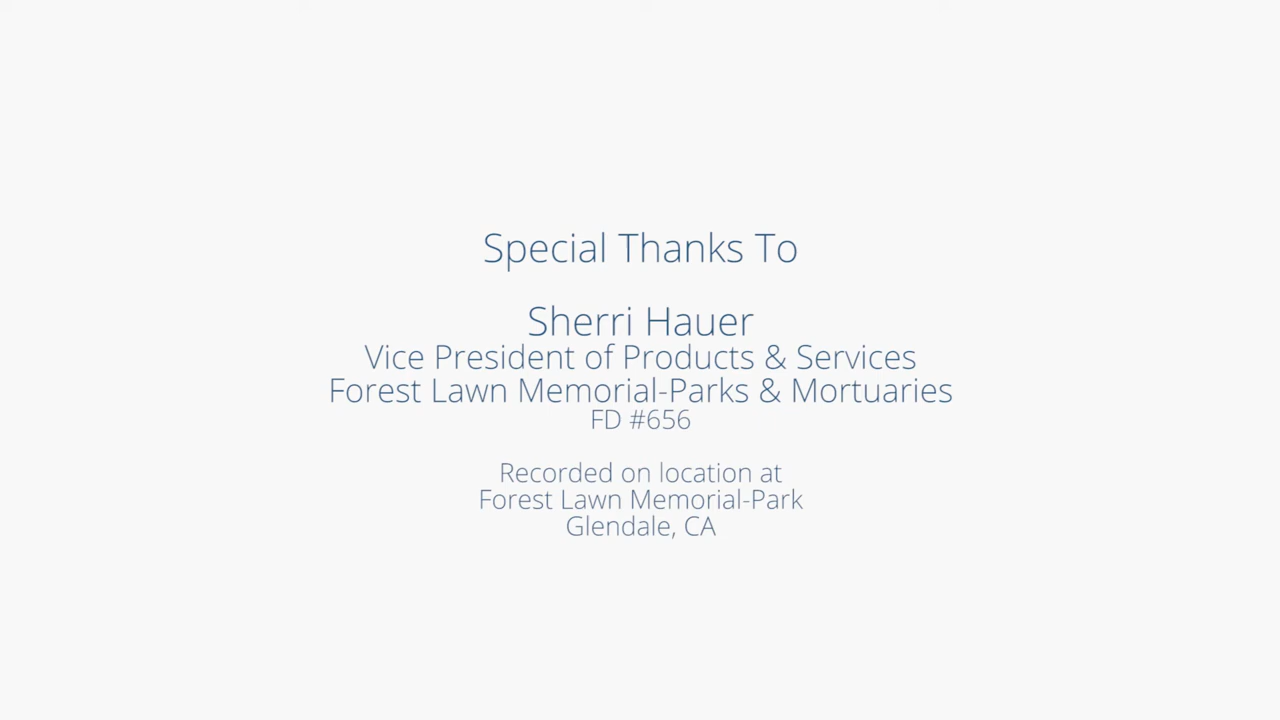 Special Thanks To
Sherri Hauer
Vice President of Products & Services
Forest Lawn Memorial-Parks & Mortuaries
FD #656
Recorded on location at
Forest Lawn Memorial-Park
Glendale, CA